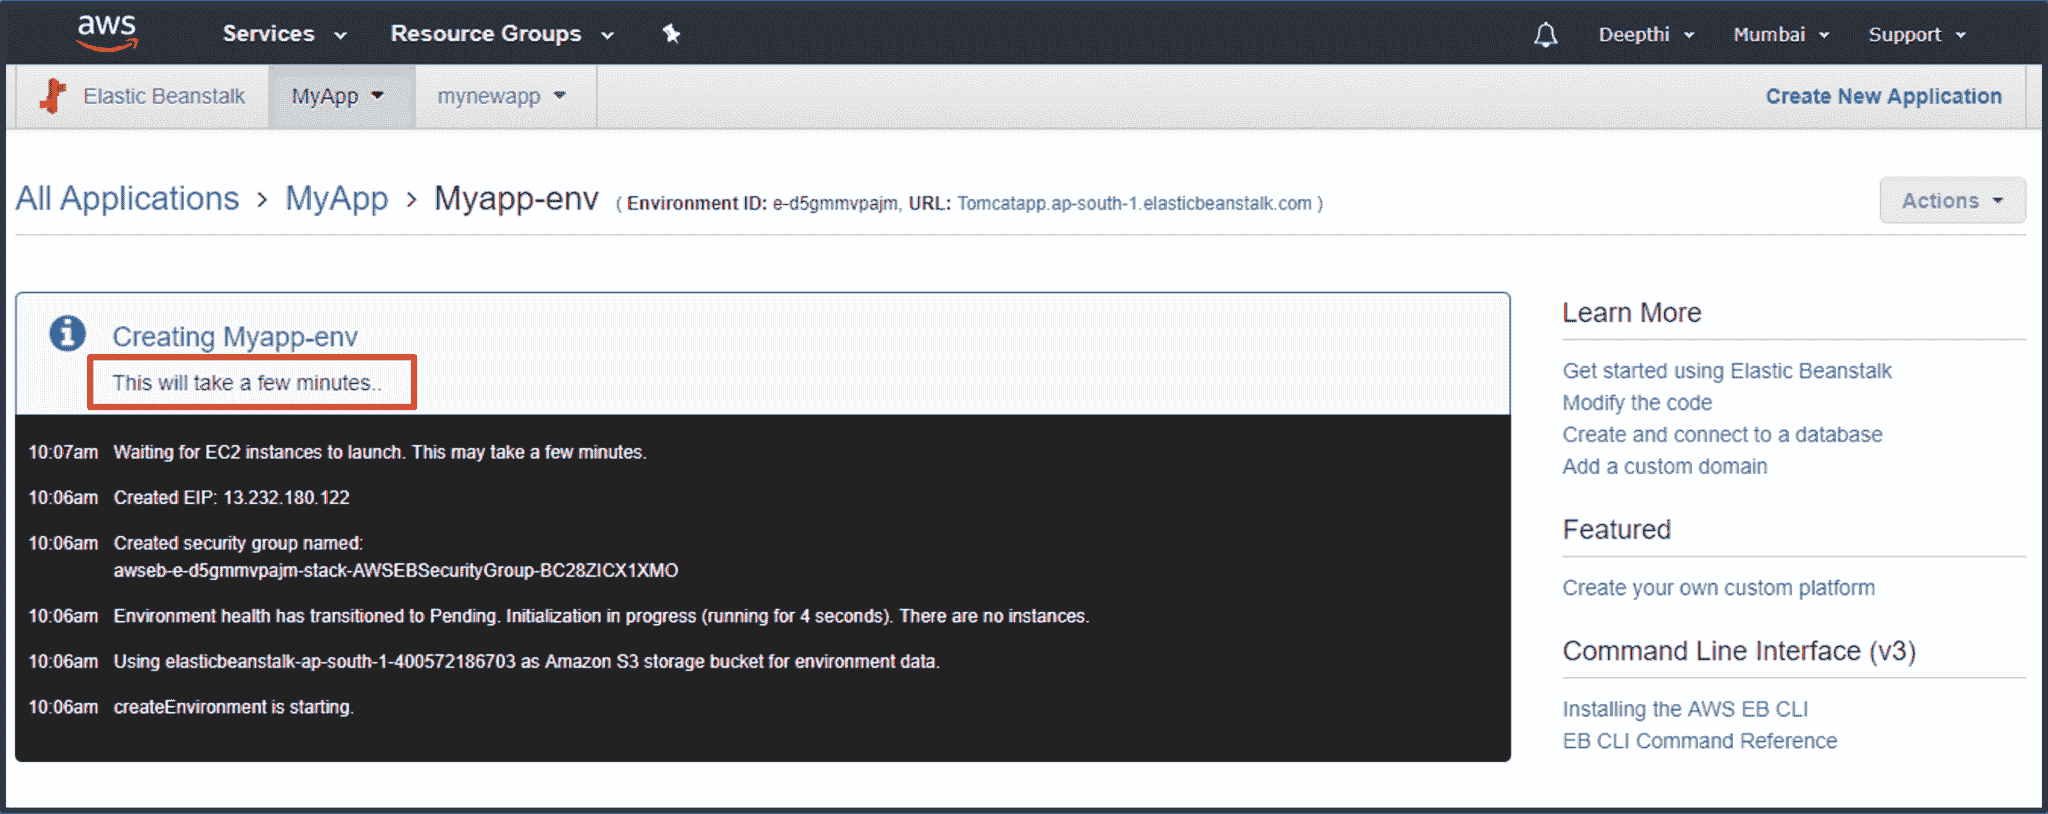 aws Services Resource Groups Deepthi Mumbai Support
Elastic Beanstalk MyApp mynewapp Create New Application
All Applications > MyApp > Myapp-env ( Environment ID: e-d5gmmvpajm, URL: Tomcatapp.ap-south-1.elasticbeanstalk.com )
Actions
Creating Myapp-env
This will take a few minutes..
10:07am Waiting for EC2 instances to launch. This may take a few minutes.
10:06am Created EIP: 13.232.180.122
10:06am Created security group named:
awseb-e-d5gmmvpajm-stack-AWSEBSecurityGroup-BC28ZICX1XMO
10:06am Environment health has transitioned to Pending. Initialization in progress (running for 4 seconds). There are no instances.
10:06am Using elasticbeanstalk-ap-south-1-400572186703 as Amazon S3 storage bucket for environment data.
10:06am createEnvironment is starting.
Learn More
Get started using Elastic Beanstalk
Modify the code
Create and connect to a database
Add a custom domain
Featured
Create your own custom platform
Command Line Interface (v3)
Installing the AWS EB CLI
EB CLI Command Reference